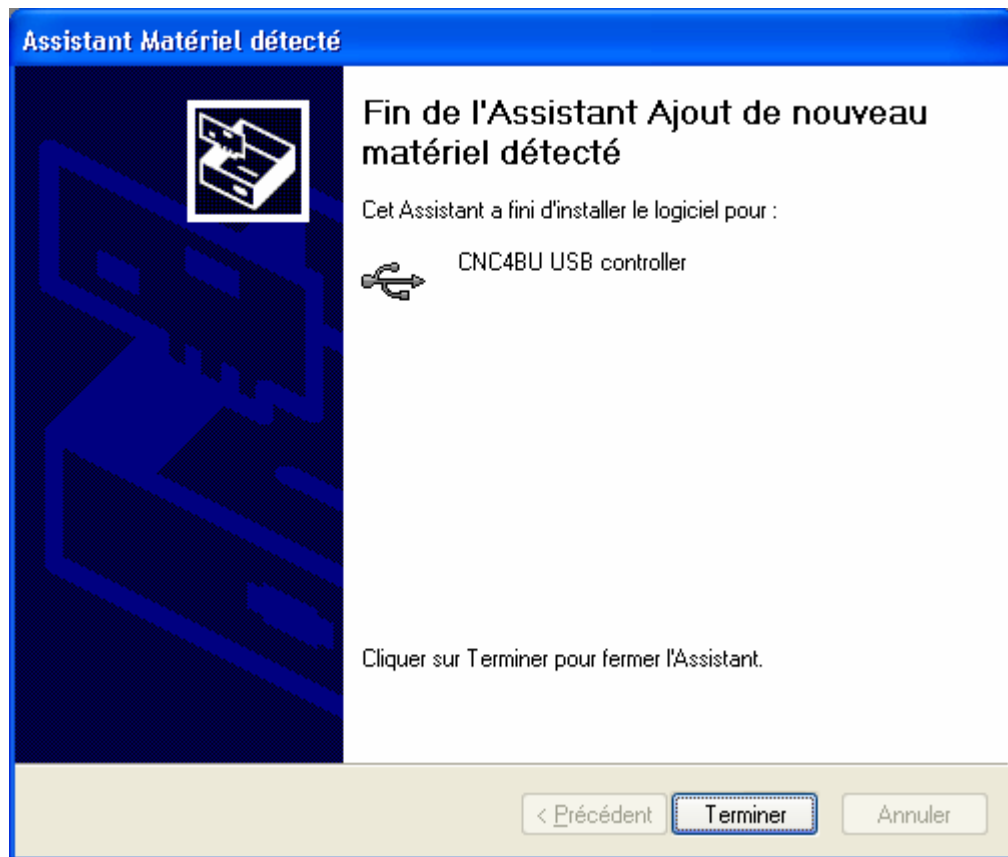 Assistant Matériel détecté
Fin de l'Assistant Ajout de nouveau
matériel détecté
Cet Assistant a fini d'installer le logiciel pour :
CNC4BU USB controller
Cliquer sur Terminer pour fermer l'Assistant.
< Précédent
Terminer
Annuler